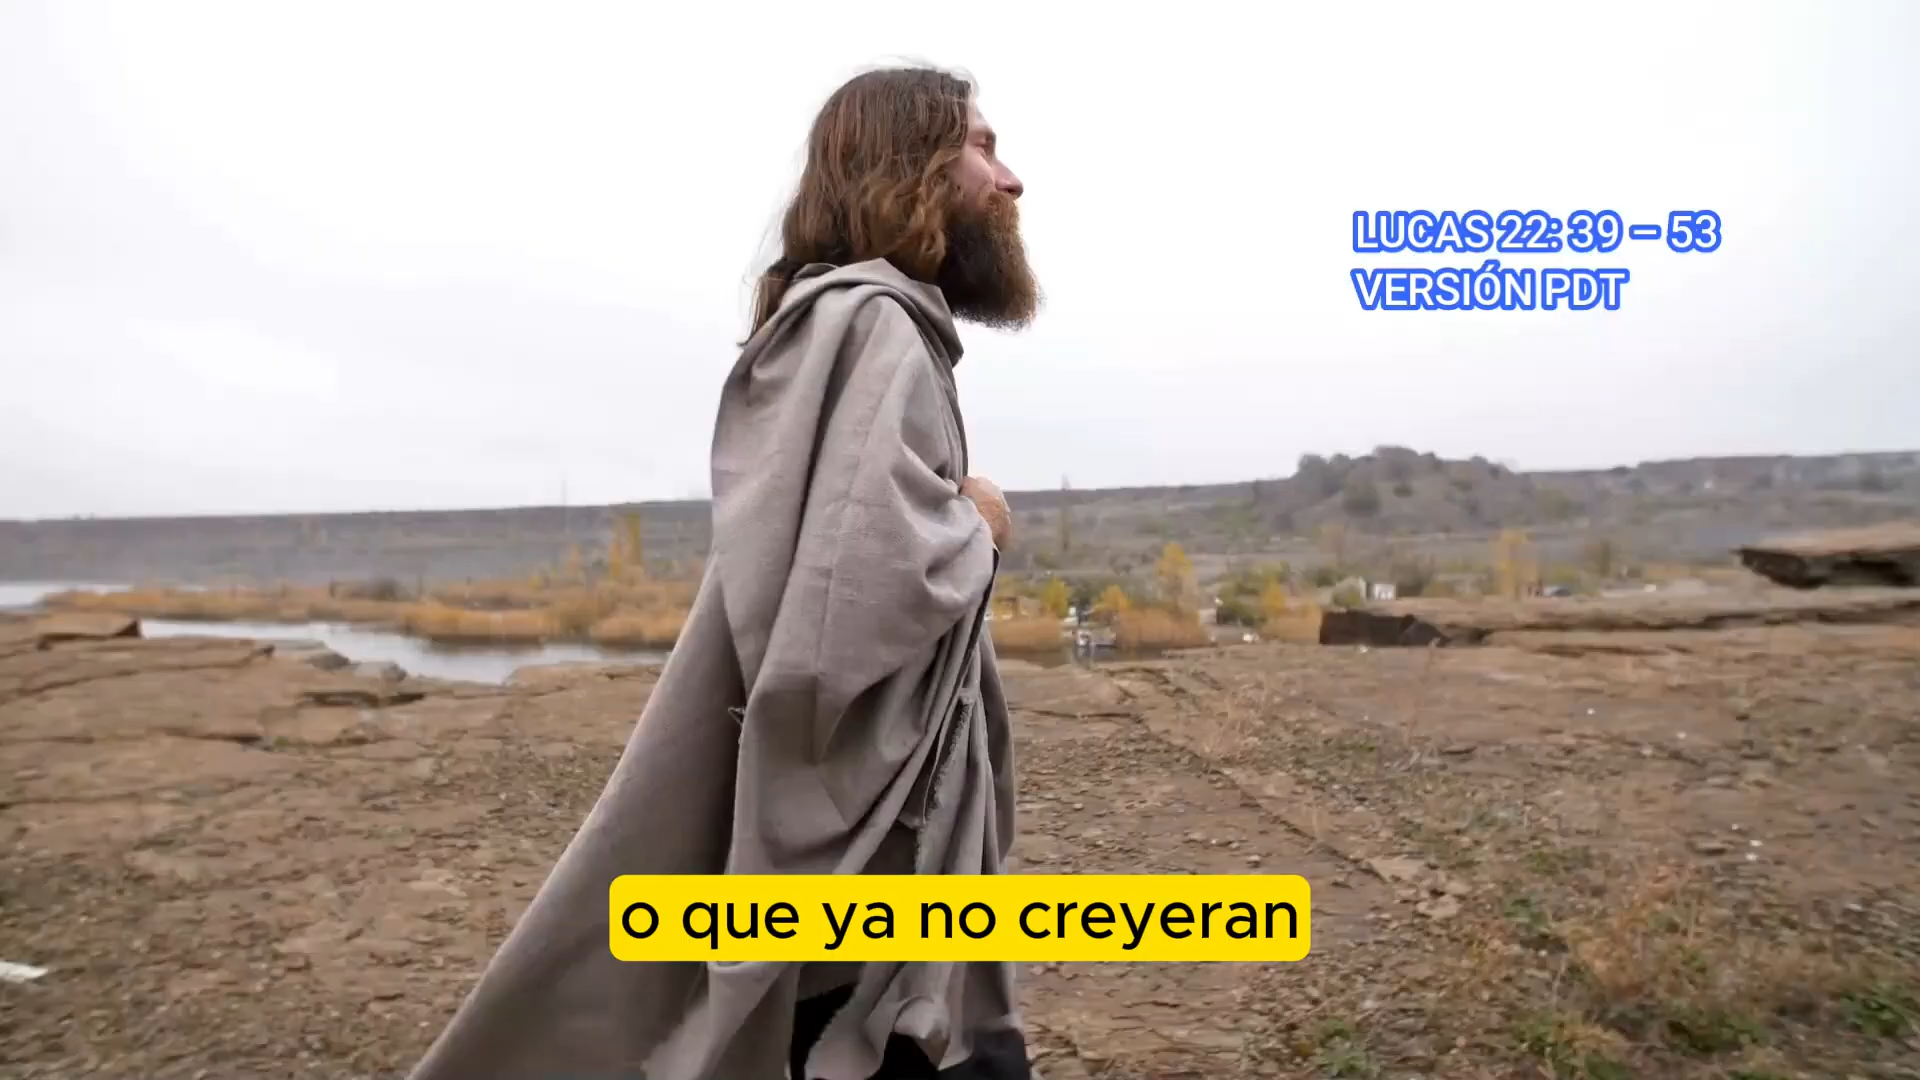 LUCAS 22: 39 – 53
VERSIÓN PDT
o que ya no creyeran